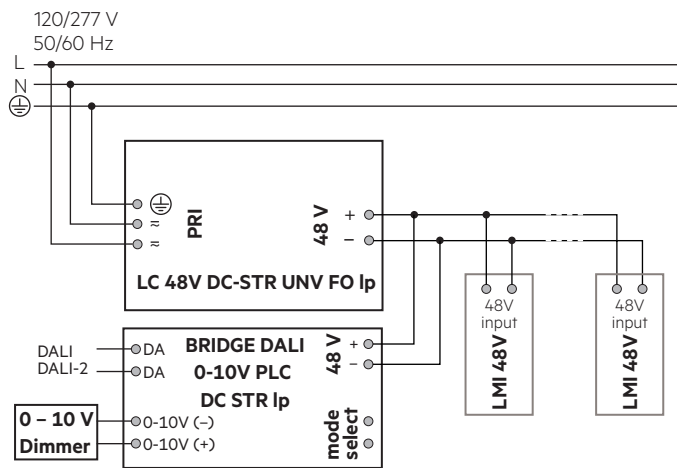 120/277 V
50/60 Hz
L
N
PRI
≂
≂
48 V
+
–
LC 48V DC-STR UNV FO lp
48V
input
LMI 48V
48V
input
LMI 48V
DALI
DALI-2
DA
DA
BRIDGE DALI
0-10V PLC
DC STR lp
48 V
+
–
0 – 10 V
Dimmer
0-10V (–)
0-10V (+)
mode
select